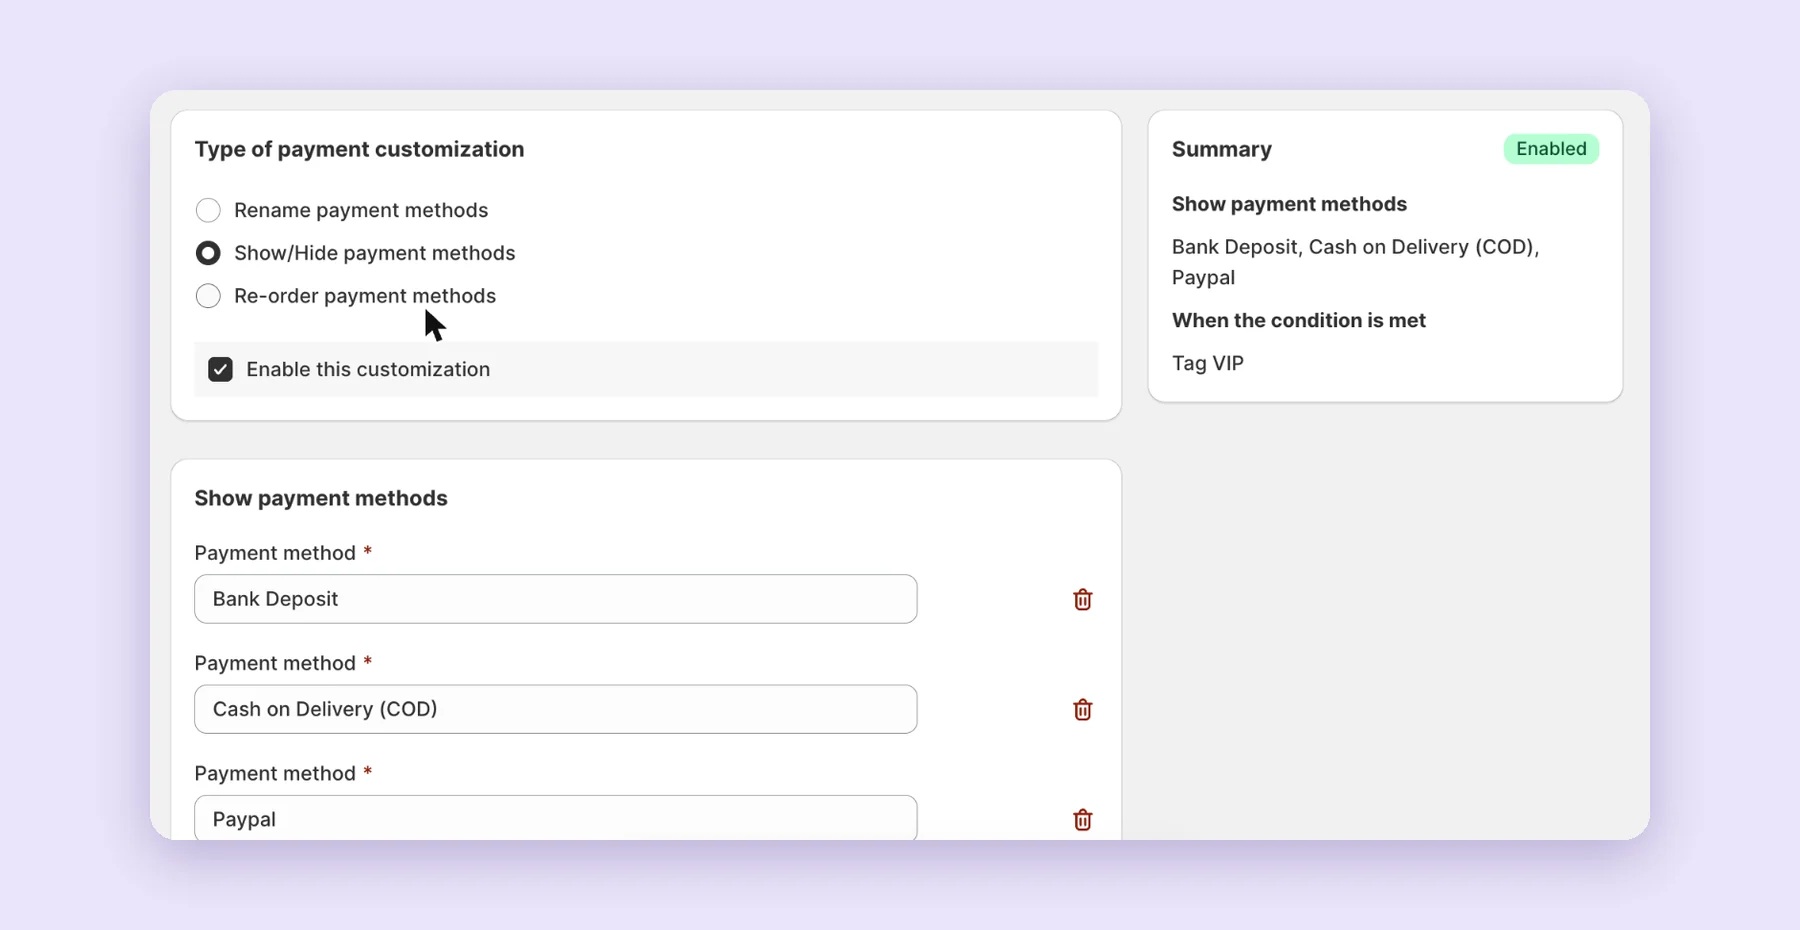 Type of payment customization
Rename payment methods
Show/Hide payment methods
Re-order payment methods
Enable this customization
Show payment methods
Payment method *
Bank Deposit
Payment method *
Cash on Delivery (COD)
Payment method *
Paypal
Summary
Enabled
Show payment methods
Bank Deposit, Cash on Delivery (COD),
Paypal
When the condition is met
Tag VIP